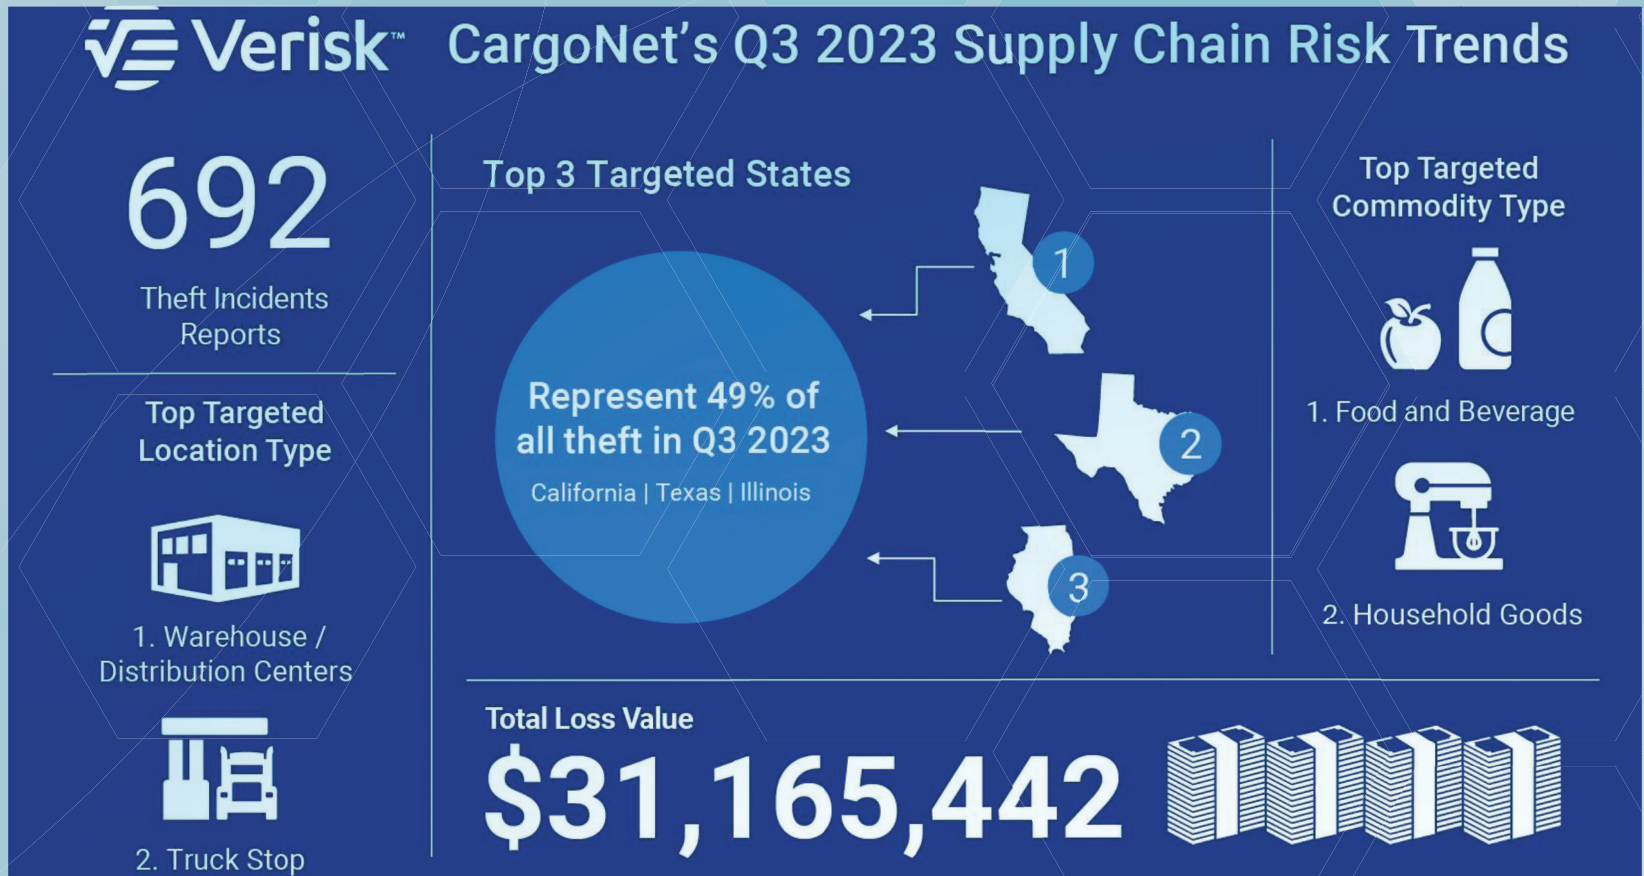 Verisk™
CargoNet's Q3 2023 Supply Chain Risk Trends
692
Theft Incidents
Reports
Top Targeted
Location Type
1. Warehouse /
Distribution Centers
2. Truck Stop
Top 3 Targeted States
Represent 49% of
all theft in Q3 2023
California | Texas | Illinois
1
2
3
Top Targeted
Commodity Type
1. Food and Beverage
2. Household Goods
Total Loss Value
$31,165,442